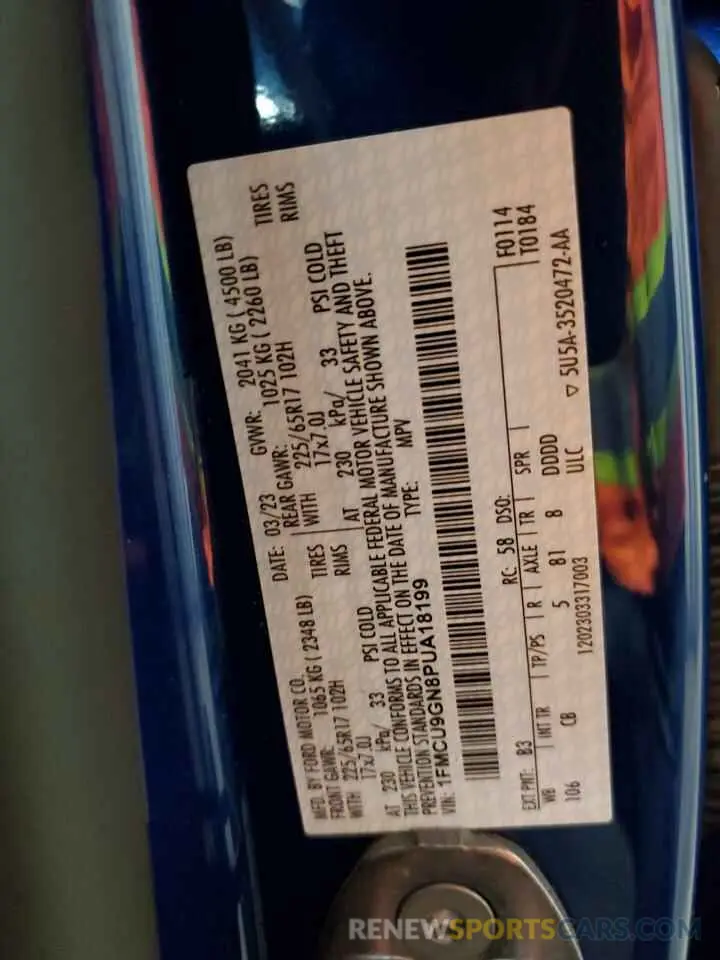 MFD. BY FORD MOTOR CO. DATE: 03/23 GVWR: 2041 KG ( 4500 LB)
FRONT GAWR: 1065 KG ( 2348 LB) REAR GAWR: 1025 KG ( 2260 LB)
WITH 225/65R17 102H TIRES WITH 225/65R17 102H TIRES
17x7.0J RIMS 17x7.0J RIMS
AT 230 kPa/ 33 PSI COLD AT 230 kPa/ 33 PSI COLD
THIS VEHICLE CONFORMS TO ALL APPLICABLE FEDERAL MOTOR VEHICLE SAFETY AND THEFT
PREVENTION STANDARDS IN EFFECT ON THE DATE OF MANUFACTURE SHOWN ABOVE.
VIN: 1FMCU9GN8PUA18199 TYPE: MPV
F0114
EXT PNT: B3 RC: 58 DSO: T0184
WB INT TR TP/PS R AXLE TR SPR
106 CB 5 81 8 DDDD
1202303317003 ULC ▽ 5U5A-3520472-AA
RENEWSPORTSCARS.COM